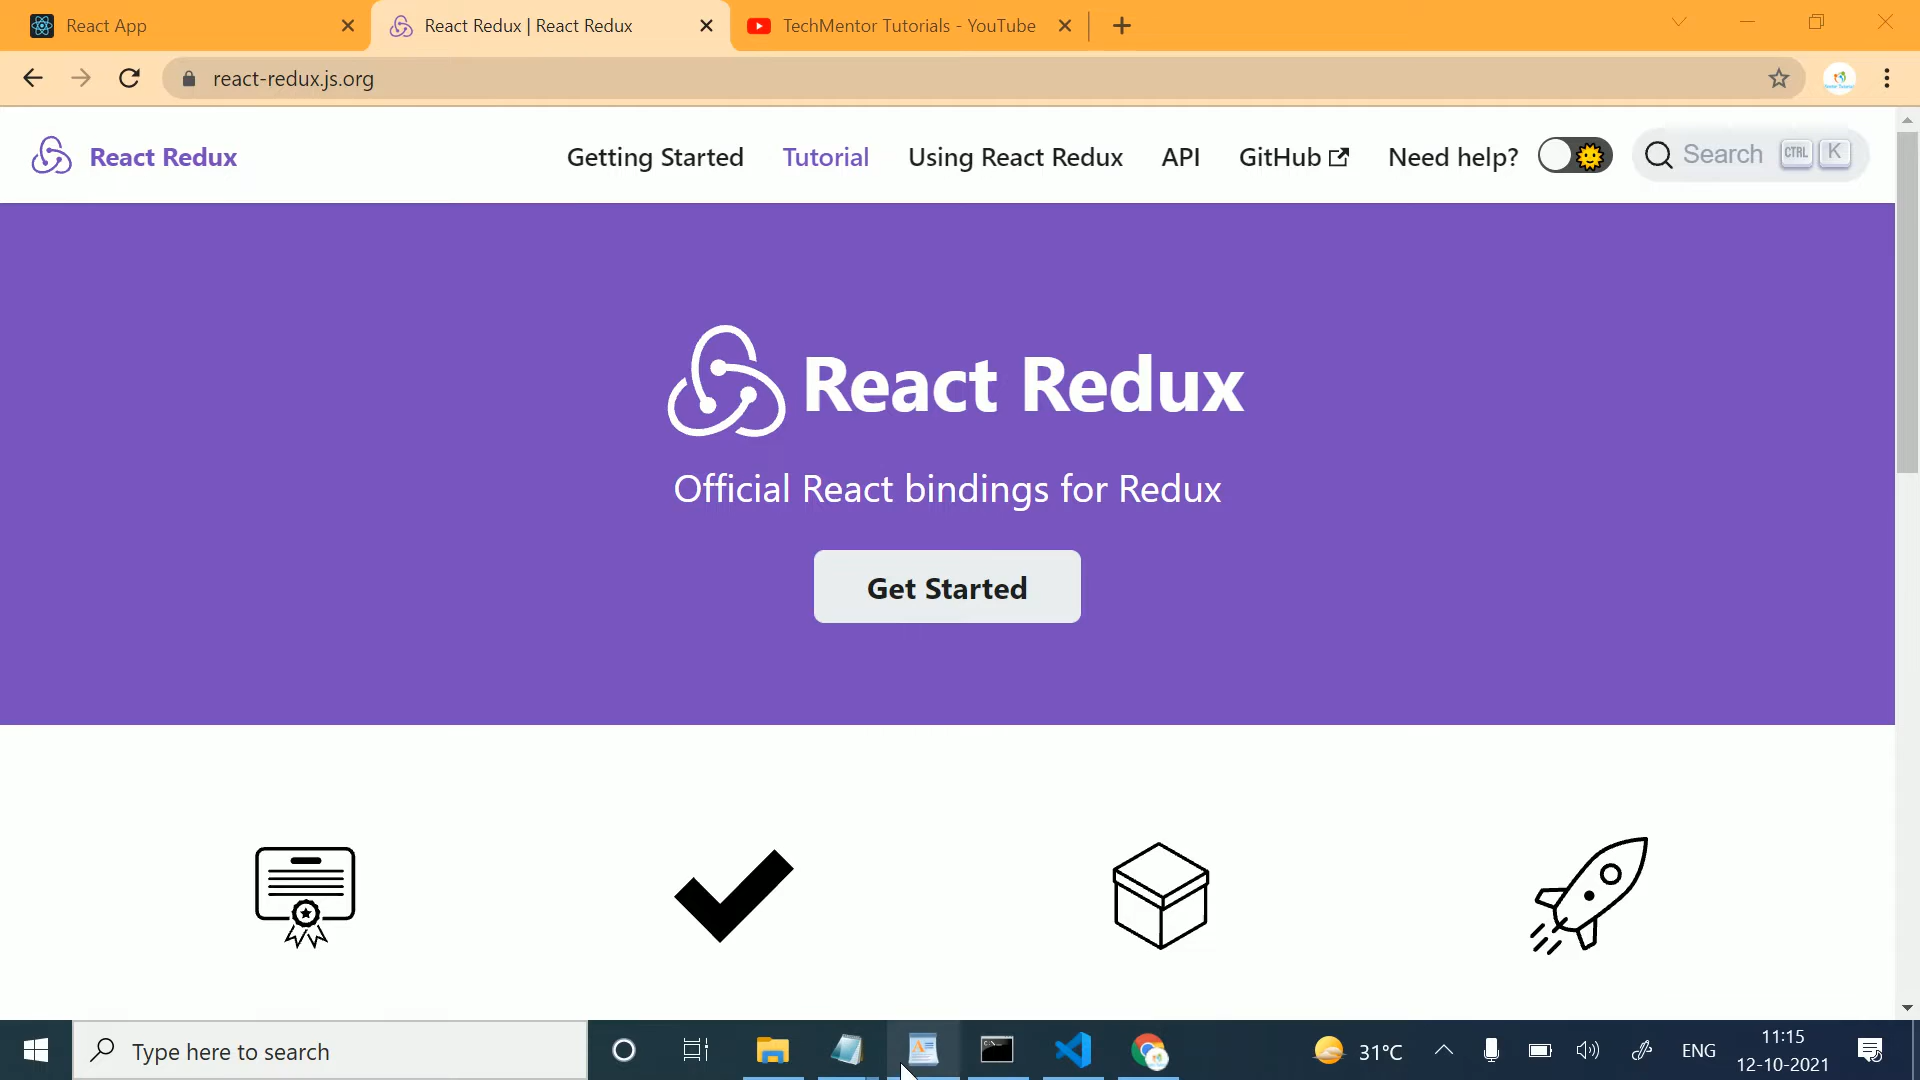 React App
React Redux | React Redux
TechMentor Tutorials - YouTube
react-redux.js.org
React Redux
Getting Started
Tutorial
Using React Redux
API
GitHub
Need help?
Search
CTRL
K
React Redux
Official React bindings for Redux
Get Started
Type here to search
31°C
ENG
11:15
12-10-2021